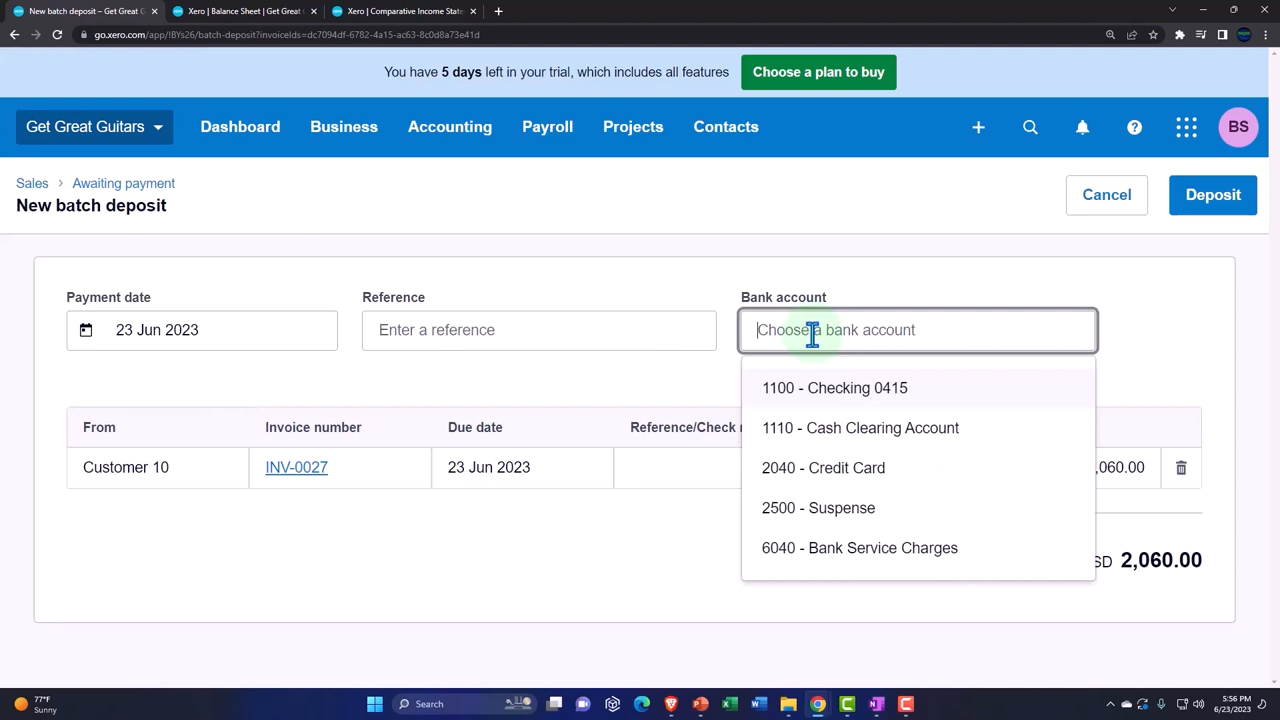 New batch deposit – Get Great G
Xero | Balance Sheet | Get Great
Xero | Comparative Income State
go.xero.com/app/!BYs26/batch-deposit?invoiceIds=dc7094df-6782-4a15-ac63-8c0d8a73e41d
You have 5 days left in your trial, which includes all features
Choose a plan to buy
Get Great Guitars
Dashboard
Business
Accounting
Payroll
Projects
Contacts
BS
Sales
Awaiting payment
New batch deposit
Cancel
Deposit
Payment date
Reference
Bank account
23 Jun 2023
Enter a reference
Choose a bank account
1100 - Checking 0415
1110 - Cash Clearing Account
2040 - Credit Card
2500 - Suspense
6040 - Bank Service Charges
From
Invoice number
Due date
Reference/Check
Customer 10
INV-0027
23 Jun 2023
,060.00
SD 2,060.00
77°F
Sunny
Search
5:56 PM
6/23/2023